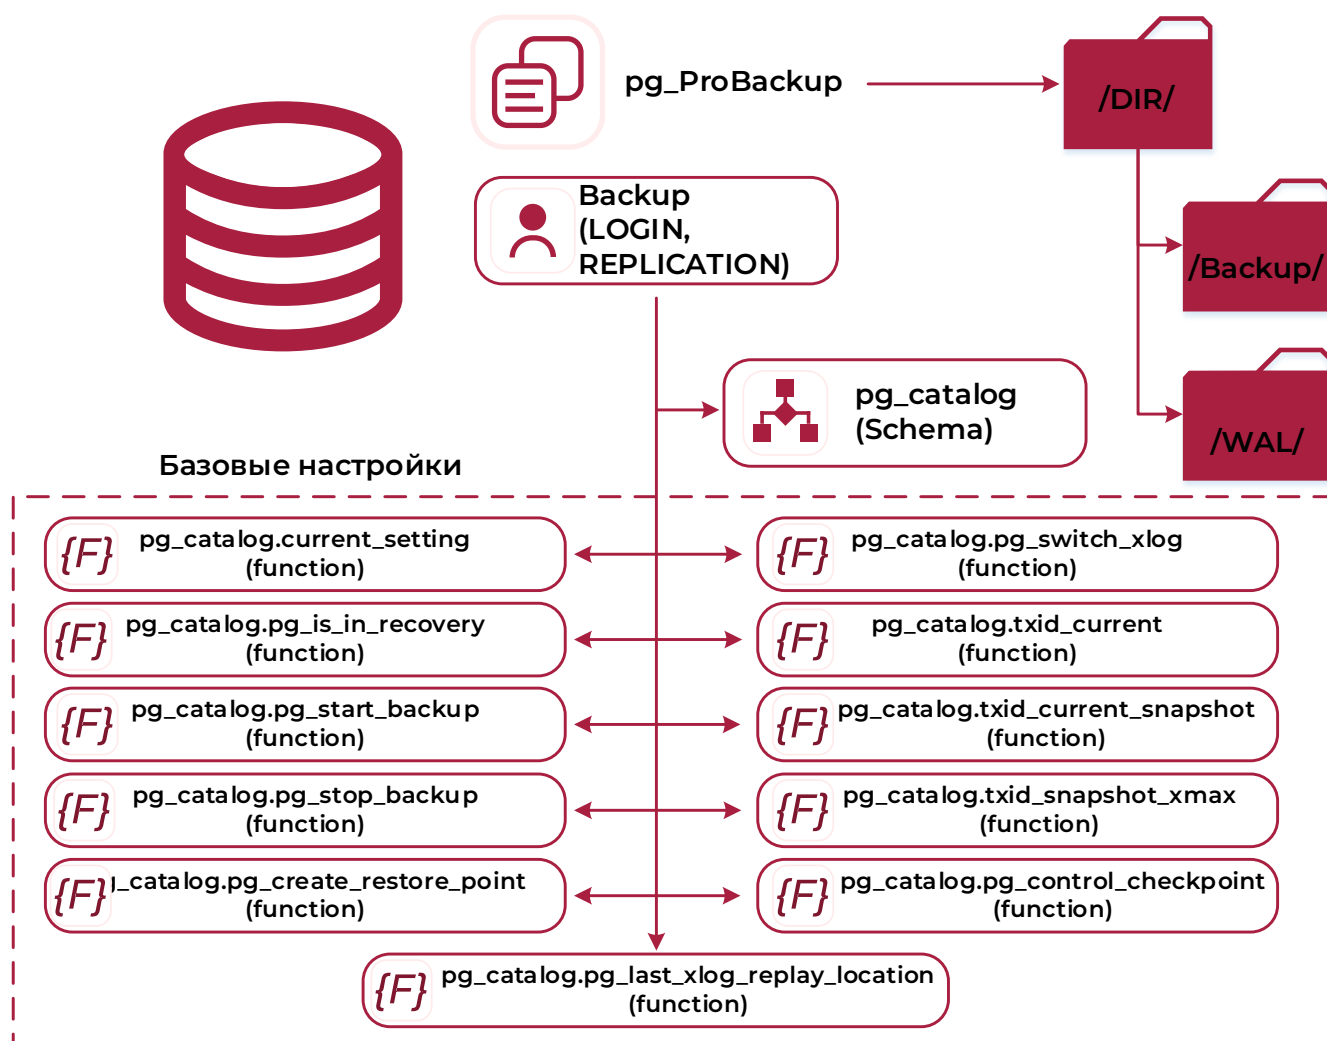 pg_ProBackup
/DIR/
Backup
(LOGIN,
REPLICATION)
/Backup/
pg_catalog
(Schema)
/WAL/
Базовые настройки
{F} pg_catalog.current_setting
(function)
{F} pg_catalog.pg_switch_xlog
(function)
{F} pg_catalog.pg_is_in_recovery
(function)
{F} pg_catalog.txid_current
(function)
{F} pg_catalog.pg_start_backup
(function)
{F} pg_catalog.txid_current_snapshot
(function)
{F} pg_catalog.pg_stop_backup
(function)
{F} pg_catalog.txid_snapshot_xmax
(function)
{F} _catalog.pg_create_restore_point
(function)
{F} pg_catalog.pg_control_checkpoint
(function)
{F} pg_catalog.pg_last_xlog_replay_location
(function)